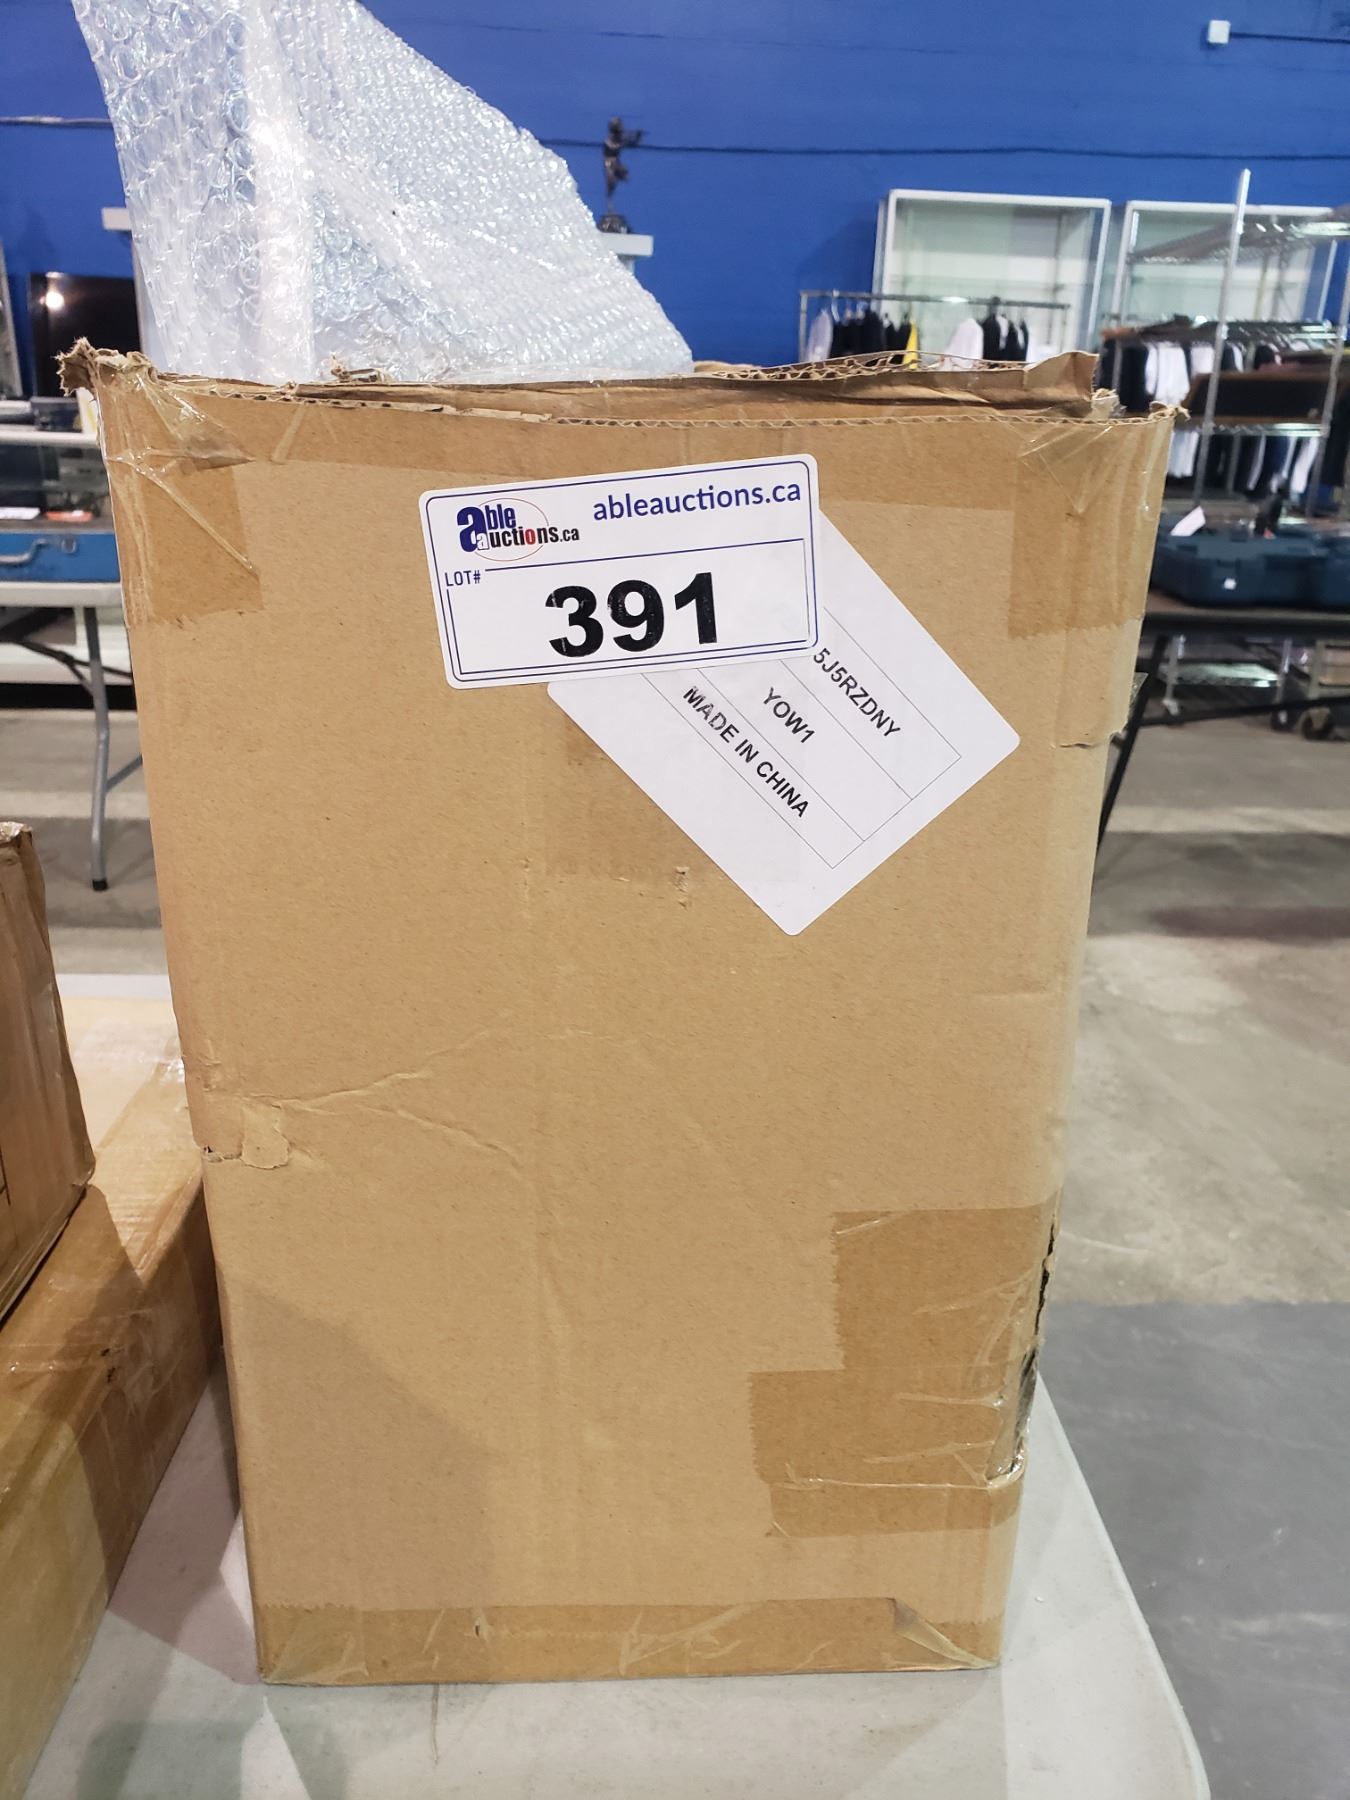 able auctions.ca
ableauctions.ca
LOT#
391
5J5RZDNY
YOW1
MADE IN CHINA